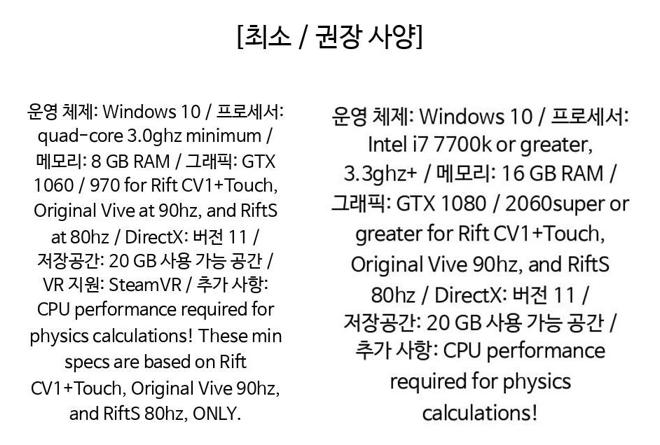 [최소 / 권장 사양]
운영 체제: Windows 10 / 프로세서:
quad-core 3.0ghz minimum /
메모리: 8 GB RAM / 그래픽: GTX
1060 / 970 for Rift CV1+Touch,
Original Vive at 90hz, and RiftS
at 80hz / DirectX: 버전 11 /
저장공간: 20 GB 사용 가능 공간 /
VR 지원: SteamVR / 추가 사항:
CPU performance required for
physics calculations! These min
specs are based on Rift
CV1+Touch, Original Vive 90hz,
and RiftS 80hz, ONLY.
운영 체제: Windows 10 / 프로세서:
Intel i7 7700k or greater,
3.3ghz+ / 메모리: 16 GB RAM /
그래픽: GTX 1080 / 2060super or
greater for Rift CV1+Touch,
Original Vive 90hz, and RiftS
80hz / DirectX: 버전 11 /
저장공간: 20 GB 사용 가능 공간 /
추가 사항: CPU performance
required for physics
calculations!